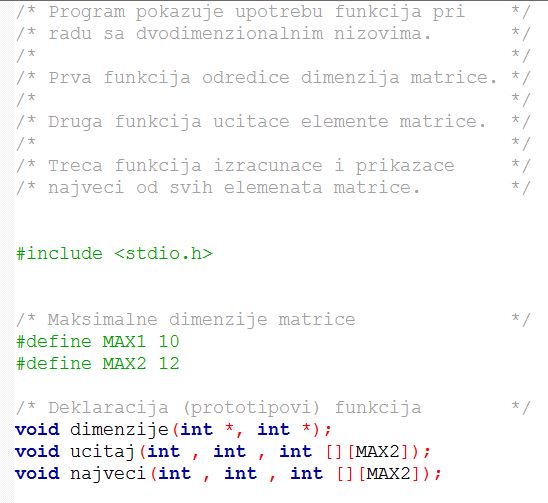 /* Program pokazuje upotrebu funkcija pri    */
/* radu sa dvodimenzionalnim nizovima.       */
/*                                           */
/* Prva funkcija odredice dimenzija matrice. */
/*                                           */
/* Druga funkcija ucitace elemente matrice.  */
/*                                           */
/* Treca funkcija izracunace i prikazace     */
/* najveci od svih elemenata matrice.        */
#include <stdio.h>
/* Maksimalne dimenzije matrice              */
#define MAX1 10
#define MAX2 12
/* Deklaracija (prototipovi) funkcija        */
void dimenzije(int *, int *);
void ucitaj(int , int , int [][MAX2]);
void najveci(int , int , int [][MAX2]);